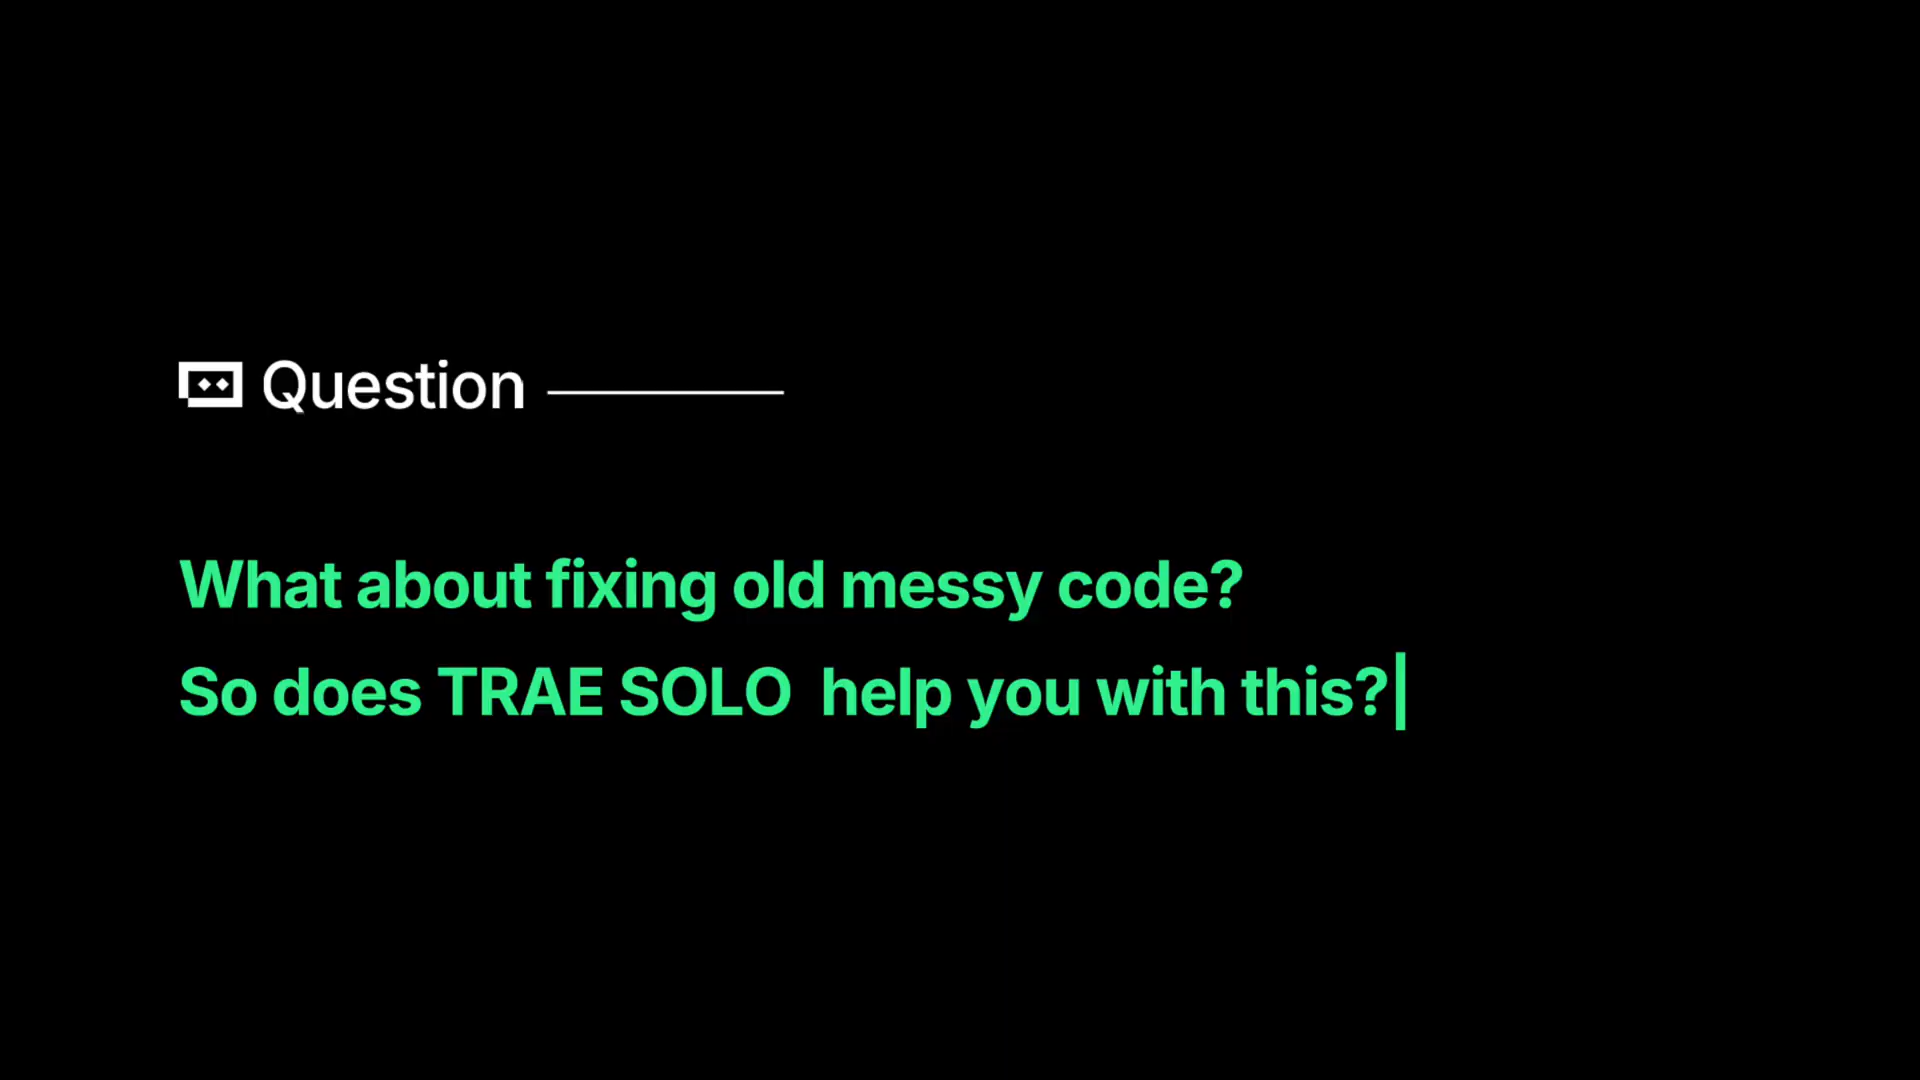 Question
What about fixing old messy code?
So does TRAE SOLO  help you with this?